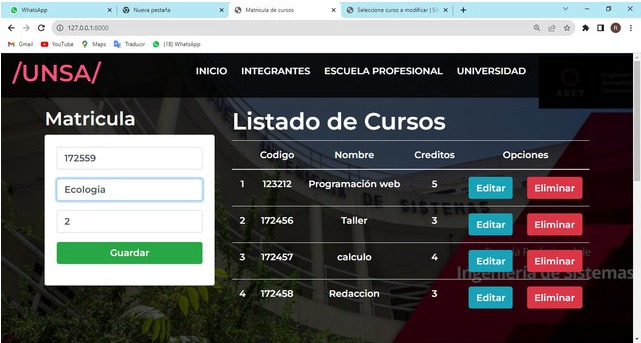 WhatsApp
Nueva pestaña
Matricula de cursos
Seleccione curso a modificar | Sit
127.0.0.1:8000
R
Gmail YouTube Maps Traducir (18) WhatsApp
/UNSA/
INICIO INTEGRANTES ESCUELA PROFESIONAL UNIVERSIDAD
ABET
Matricula
172559
Ecologia
2
Guardar
Listado de Cursos
Codigo Nombre Creditos Opciones
1 123212 Programación web 5 Editar Eliminar
2 172456 Taller 3 Editar Eliminar
3 172457 calculo 4 Editar Eliminar
4 172458 Redaccion 3 Editar Eliminar
Ingeniería de Sistemas